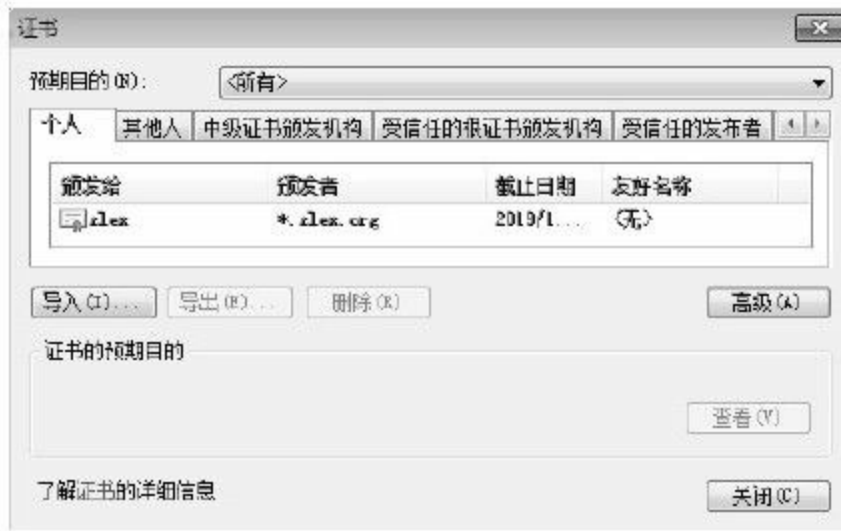 证书
预期目的(N): <所有>
个人 其他人 中级证书颁发机构 受信任的根证书颁发机构 受信任的发布者
颁发给 颁发者 截止日期 友好名称
zlex *.zlex.org 2019/1... <无>
导入(I)... 导出(E)... 删除(R) 高级(A)
证书的预期目的
查看(V)
了解证书的详细信息
关闭(C)